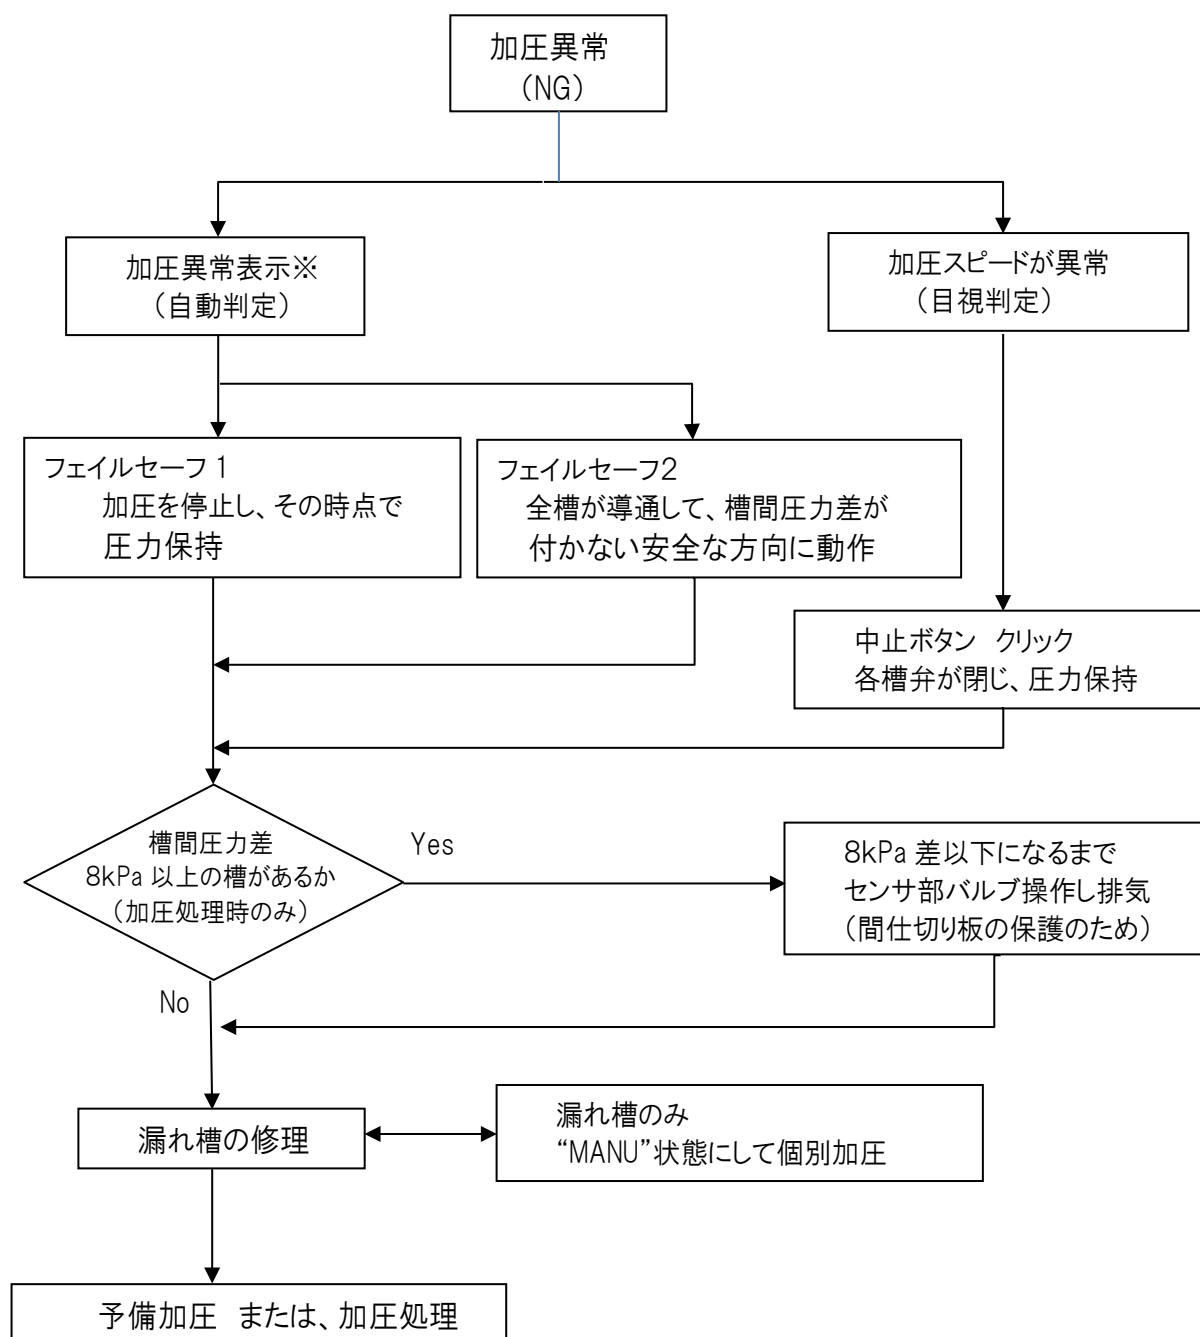 加圧異常
（NG）
加圧異常表示※
（自動判定）
加圧スピードが異常
（目視判定）
フェイルセーフ1
加圧を停止し、その時点で
圧力保持
フェイルセーフ2
全槽が導通して、槽間圧力差が
付かない安全な方向に動作
中止ボタン　クリック
各槽弁が閉じ、圧力保持
槽間圧力差
8kPa 以上の槽があるか
（加圧処理時のみ）
Yes
8kPa 差以下になるまで
センサ部バルブ操作し排気
（間仕切り板の保護のため）
No
漏れ槽の修理
漏れ槽のみ
“MANU”状態にして個別加圧
予備加圧　または、加圧処理